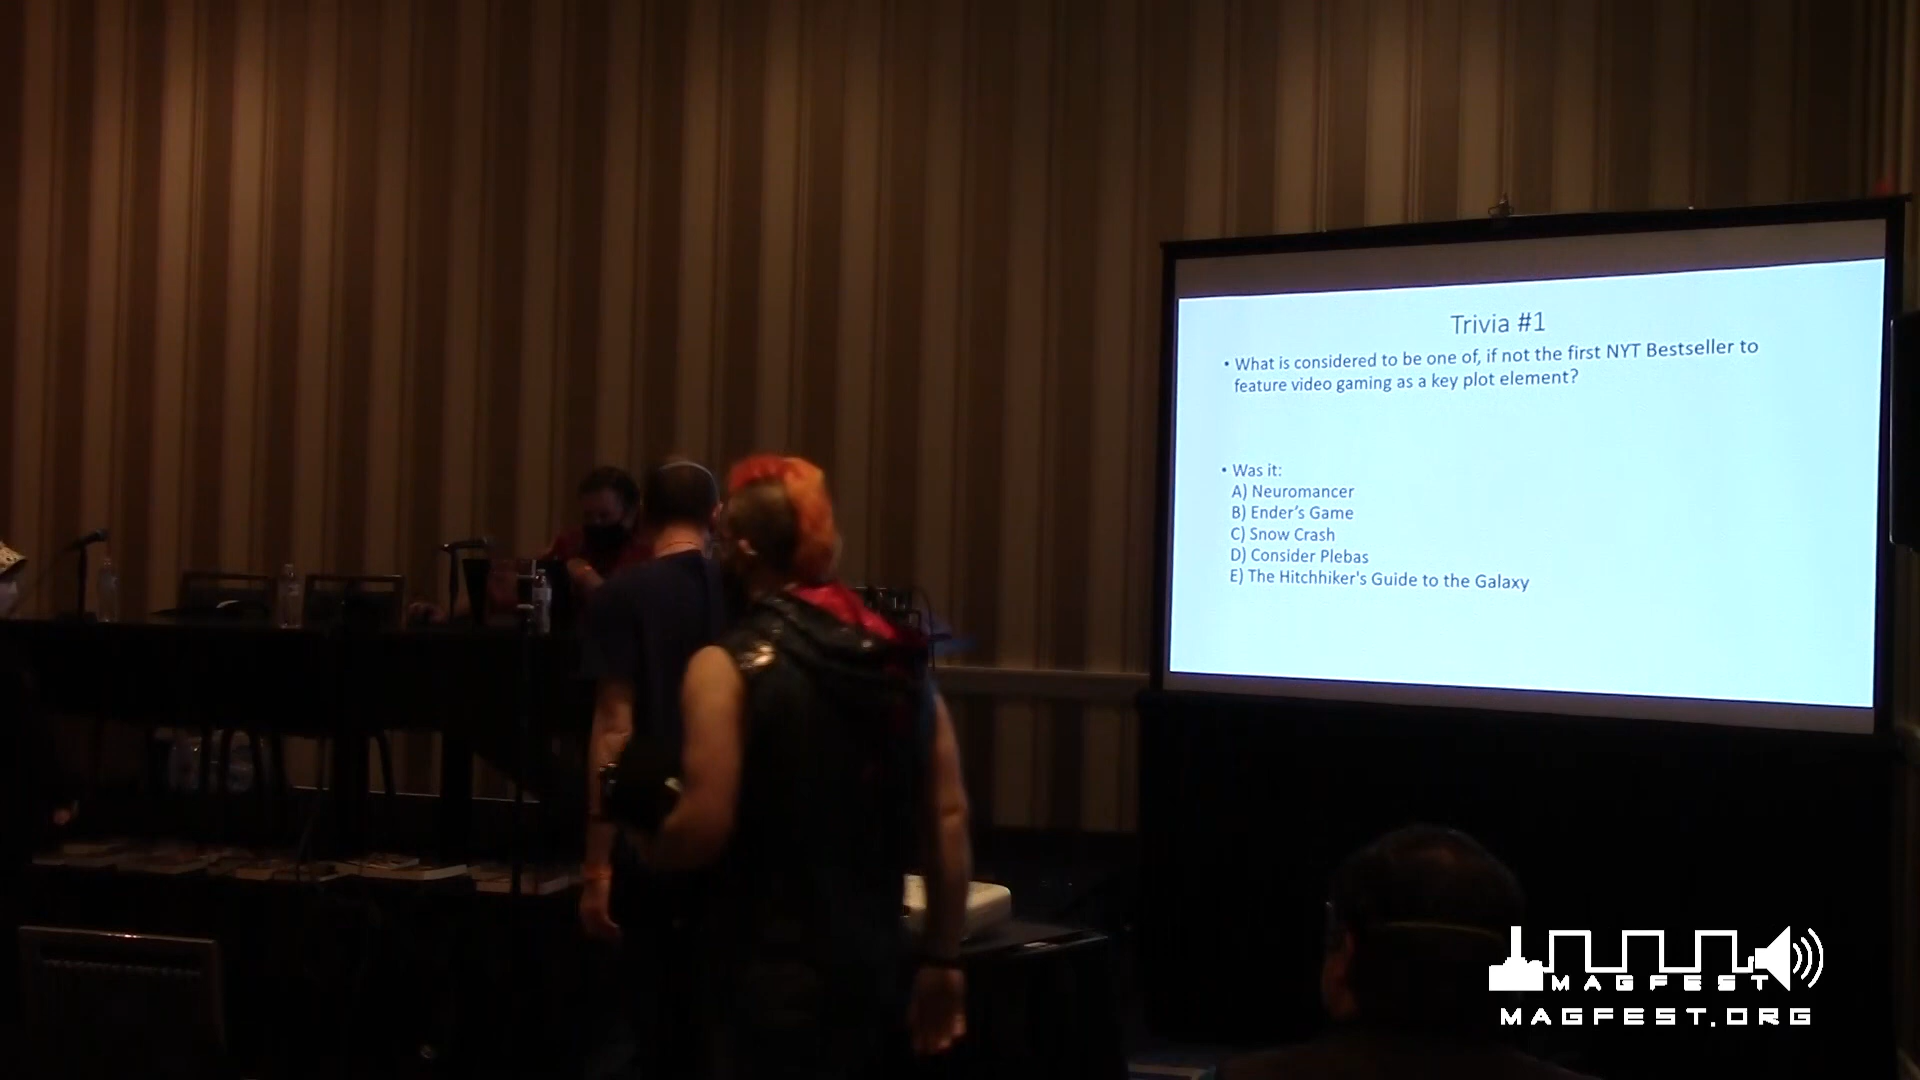 Trivia #1
• What is considered to be one of, if not the first NYT Bestseller to
feature video gaming as a key plot element?
• Was it:
A) Neuromancer
B) Ender's Game
C) Snow Crash
D) Consider Plebas
E) The Hitchhiker's Guide to the Galaxy
MAGFEST
MAGFEST.ORG